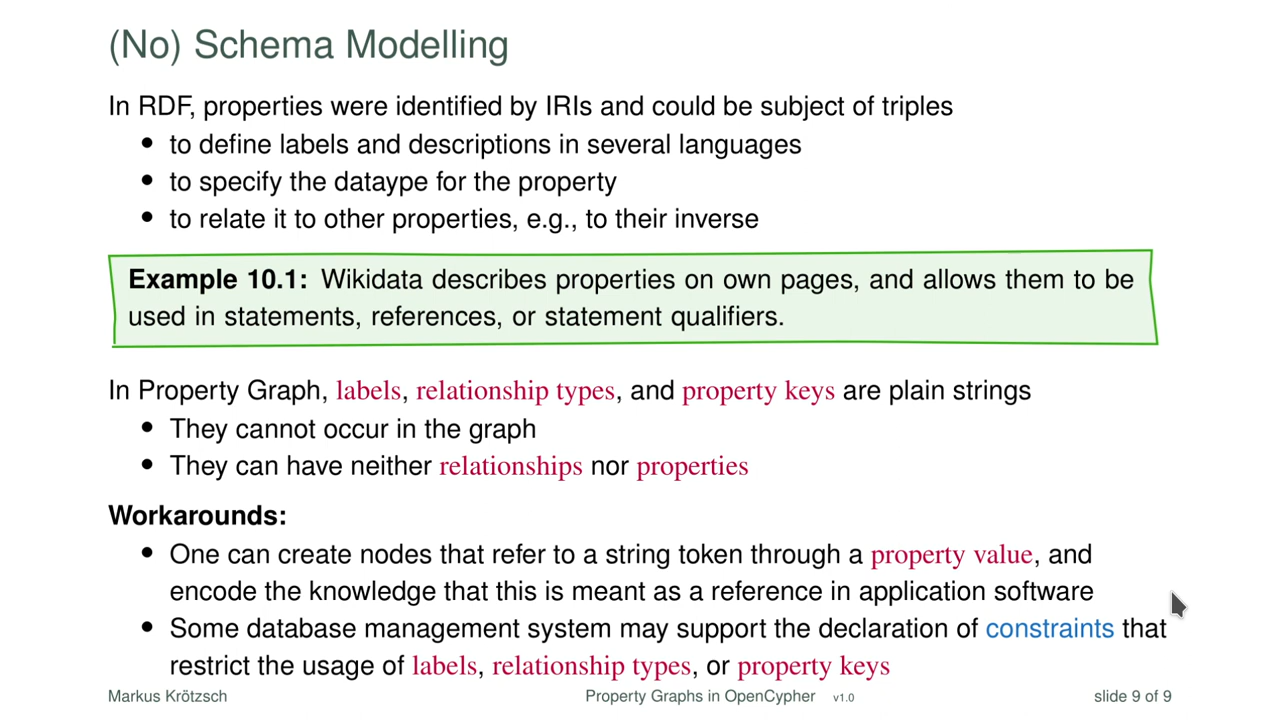 (No) Schema Modelling
In RDF, properties were identified by IRIs and could be subject of triples
• to define labels and descriptions in several languages
• to specify the dataype for the property
• to relate it to other properties, e.g., to their inverse
Example 10.1: Wikidata describes properties on own pages, and allows them to be
used in statements, references, or statement qualifiers.
In Property Graph, labels, relationship types, and property keys are plain strings
• They cannot occur in the graph
• They can have neither relationships nor properties
Workarounds:
• One can create nodes that refer to a string token through a property value, and
encode the knowledge that this is meant as a reference in application software
• Some database management system may support the declaration of constraints that
restrict the usage of labels, relationship types, or property keys
Markus Krötzsch Property Graphs in OpenCypher v1.0 slide 9 of 9